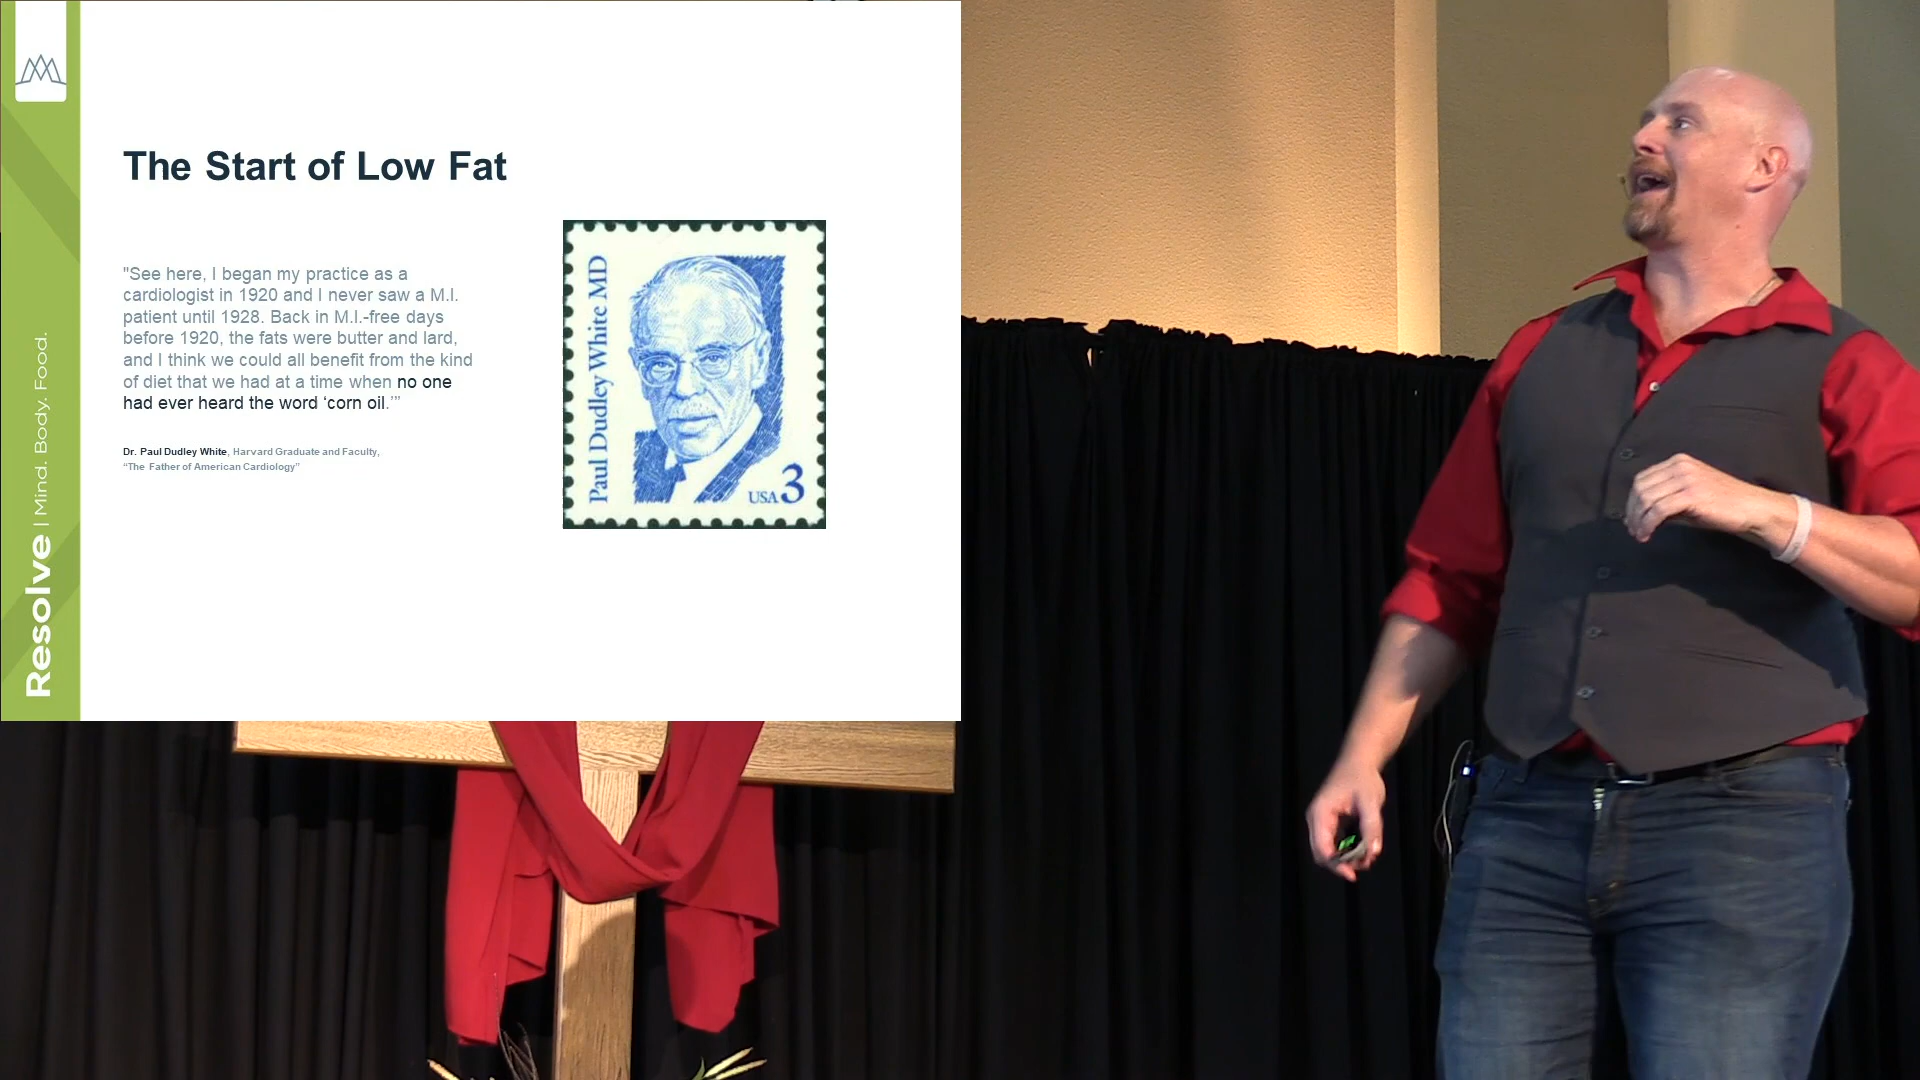 The Start of Low Fat
"See here, I began my practice as a
cardiologist in 1920 and I never saw a M.I.
patient until 1928. Back in M.I.-free days
before 1920, the fats were butter and lard,
and I think we could all benefit from the kind
of diet that we had at a time when no one
had ever heard the word ‘corn oil.’”
Dr. Paul Dudley White, Harvard Graduate and Faculty,
“The Father of American Cardiology”
Paul Dudley White MD
USA 3
Resolve | Mind. Body. Food.